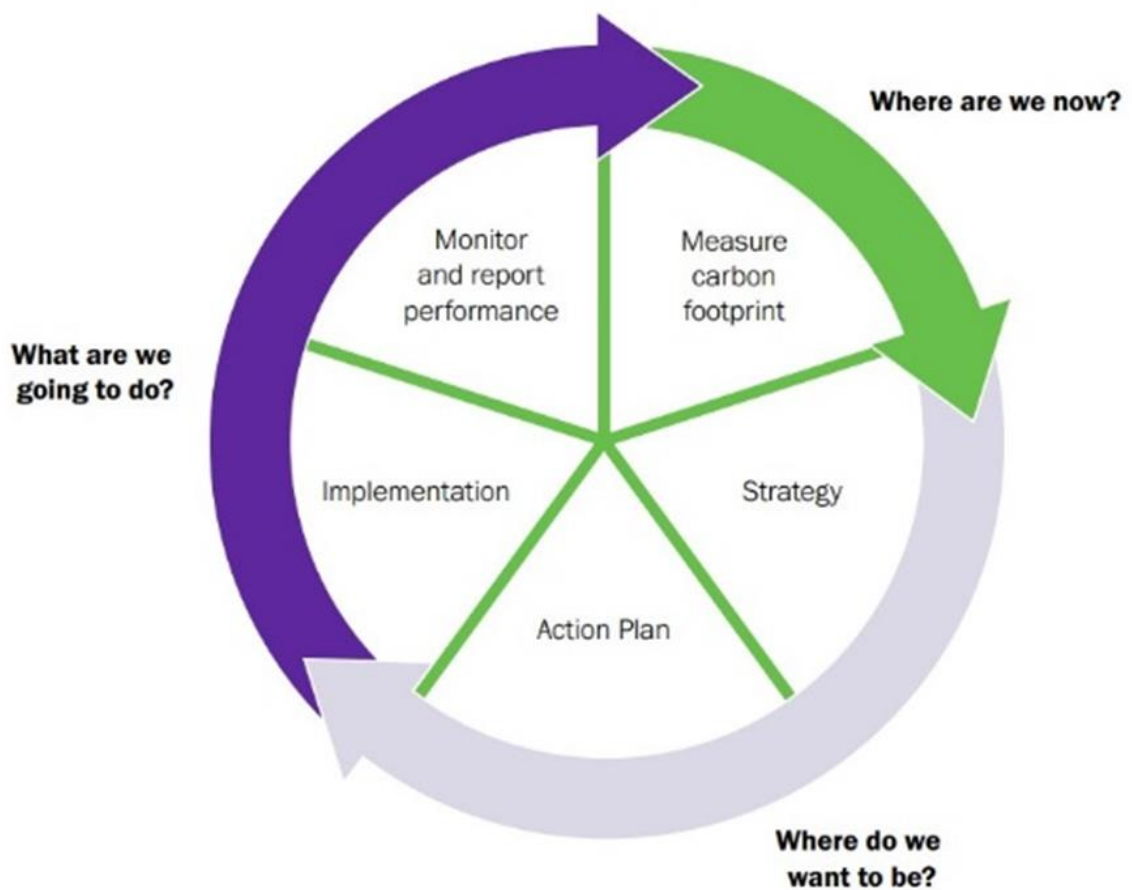 Where are we now?
Monitor
and report
performance
Measure
carbon
footprint
What are we
going to do?
Implementation
Strategy
Action Plan
Where do we
want to be?